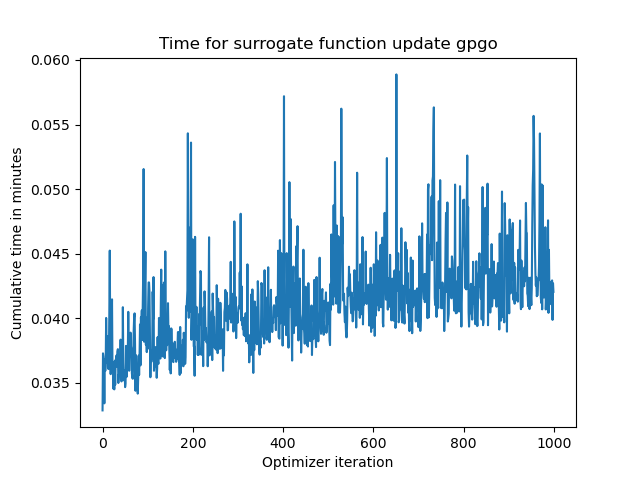 Time for surrogate function update gpgo
0.060
0.055
0.050
0.045
0.040
0.035
Cumulative time in minutes
0 200 400 600 800 1000
Optimizer iteration